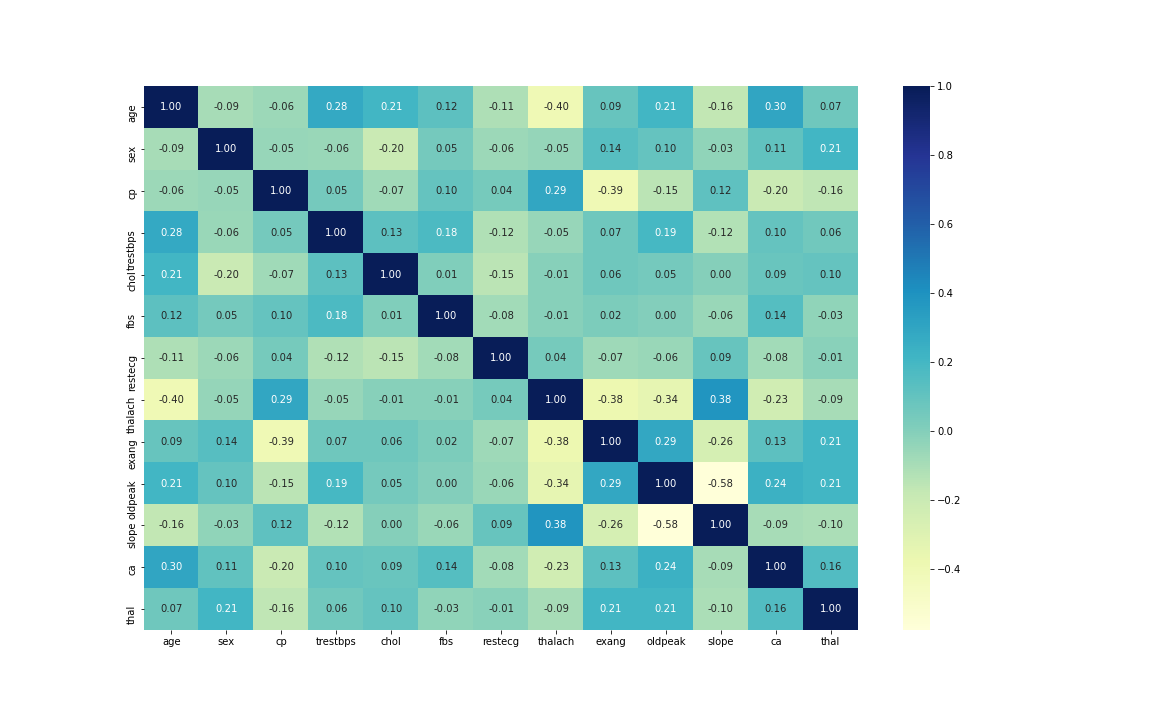 age 1.00 -0.09 -0.06 0.28 0.21 0.12 -0.11 -0.40 0.09 0.21 -0.16 0.30 0.07
sex -0.09 1.00 -0.05 -0.06 -0.20 0.05 -0.06 -0.05 0.14 0.10 -0.03 0.11 0.21
cp -0.06 -0.05 1.00 0.05 -0.07 0.10 0.04 0.29 -0.39 -0.15 0.12 -0.20 -0.16
trestbps 0.28 -0.06 0.05 1.00 0.13 0.18 -0.12 -0.05 0.07 0.19 -0.12 0.10 0.06
chol 0.21 -0.20 -0.07 0.13 1.00 0.01 -0.15 -0.01 0.06 0.05 0.00 0.09 0.10
fbs 0.12 0.05 0.10 0.18 0.01 1.00 -0.08 -0.01 0.02 0.00 -0.06 0.14 -0.03
restecg -0.11 -0.06 0.04 -0.12 -0.15 -0.08 1.00 0.04 -0.07 -0.06 0.09 -0.08 -0.01
thalach -0.40 -0.05 0.29 -0.05 -0.01 -0.01 0.04 1.00 -0.38 -0.34 0.38 -0.23 -0.09
exang 0.09 0.14 -0.39 0.07 0.06 0.02 -0.07 -0.38 1.00 0.29 -0.26 0.13 0.21
oldpeak 0.21 0.10 -0.15 0.19 0.05 0.00 -0.06 -0.34 0.29 1.00 -0.58 0.24 0.21
slope -0.16 -0.03 0.12 -0.12 0.00 -0.06 0.09 0.38 -0.26 -0.58 1.00 -0.09 -0.10
ca 0.30 0.11 -0.20 0.10 0.09 0.14 -0.08 -0.23 0.13 0.24 -0.09 1.00 0.16
thal 0.07 0.21 -0.16 0.06 0.10 -0.03 -0.01 -0.09 0.21 0.21 -0.10 0.16 1.00
age sex cp trestbps chol fbs restecg thalach exang oldpeak slope ca thal
1.0
0.8
0.6
0.4
0.2
0.0
−0.2
−0.4